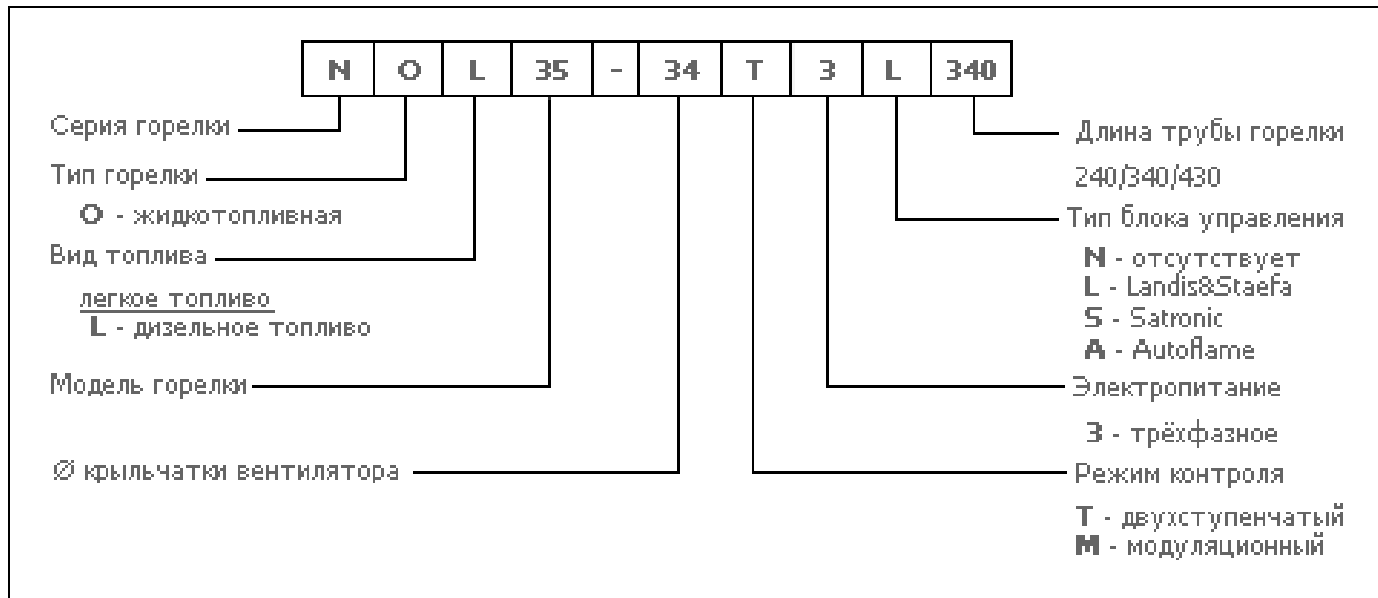 N O L 35 - 34 T 3 L 340
Серия горелки
Тип горелки
O - жидкотопливная
Вид топлива
легкое топливо
L - дизельное топливо
Модель горелки
Ø крыльчатки вентилятора
Длина трубы горелки
240/340/430
Тип блока управления
N - отсутствует
L - Landis&Staefa
S - Satronic
A - Autoflame
Электропитание
3 - трёхфазное
Режим контроля
T - двухступенчатый
M - модуляционный